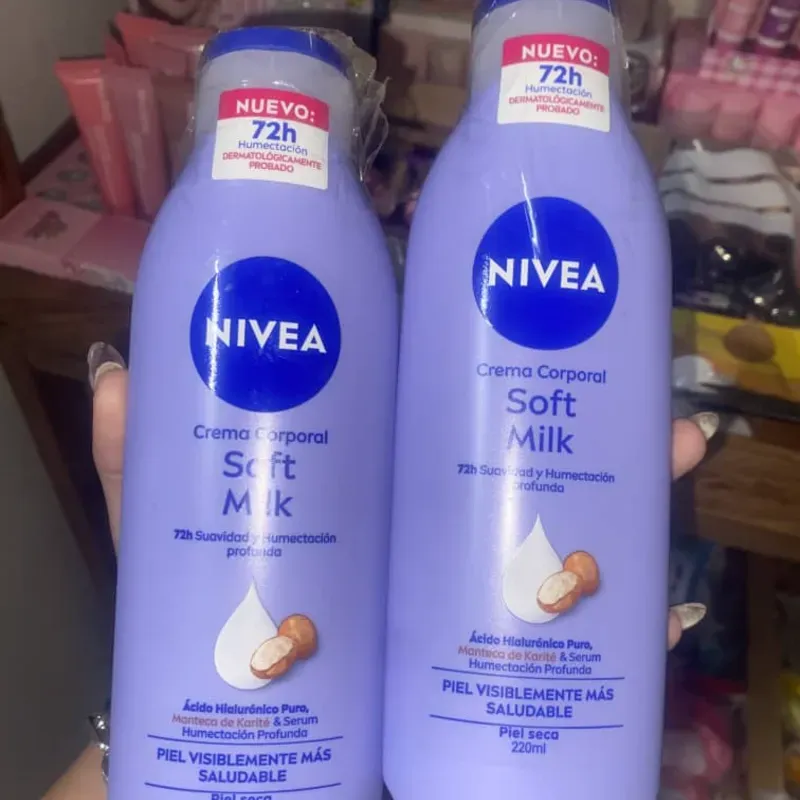 NUEVO:
72h
Humectación
DERMATOLÓGICAMENTE
PROBADO
NIVEA
Crema Corporal
Soft
Milk
72h Suavidad y Humectación
profunda
Ácido Hialurónico Puro,
Manteca de Karité & Serum
Humectación Profunda
PIEL VISIBLEMENTE MÁS
SALUDABLE
Piel seca
NUEVO:
72h
Humectación
DERMATOLÓGICAMENTE
PROBADO
NIVEA
Crema Corporal
Soft
Milk
72h Suavidad y Humectación
profunda
Ácido Hialurónico Puro,
Manteca de Karité & Serum
Humectación Profunda
PIEL VISIBLEMENTE MÁS
SALUDABLE
Piel seca
220ml